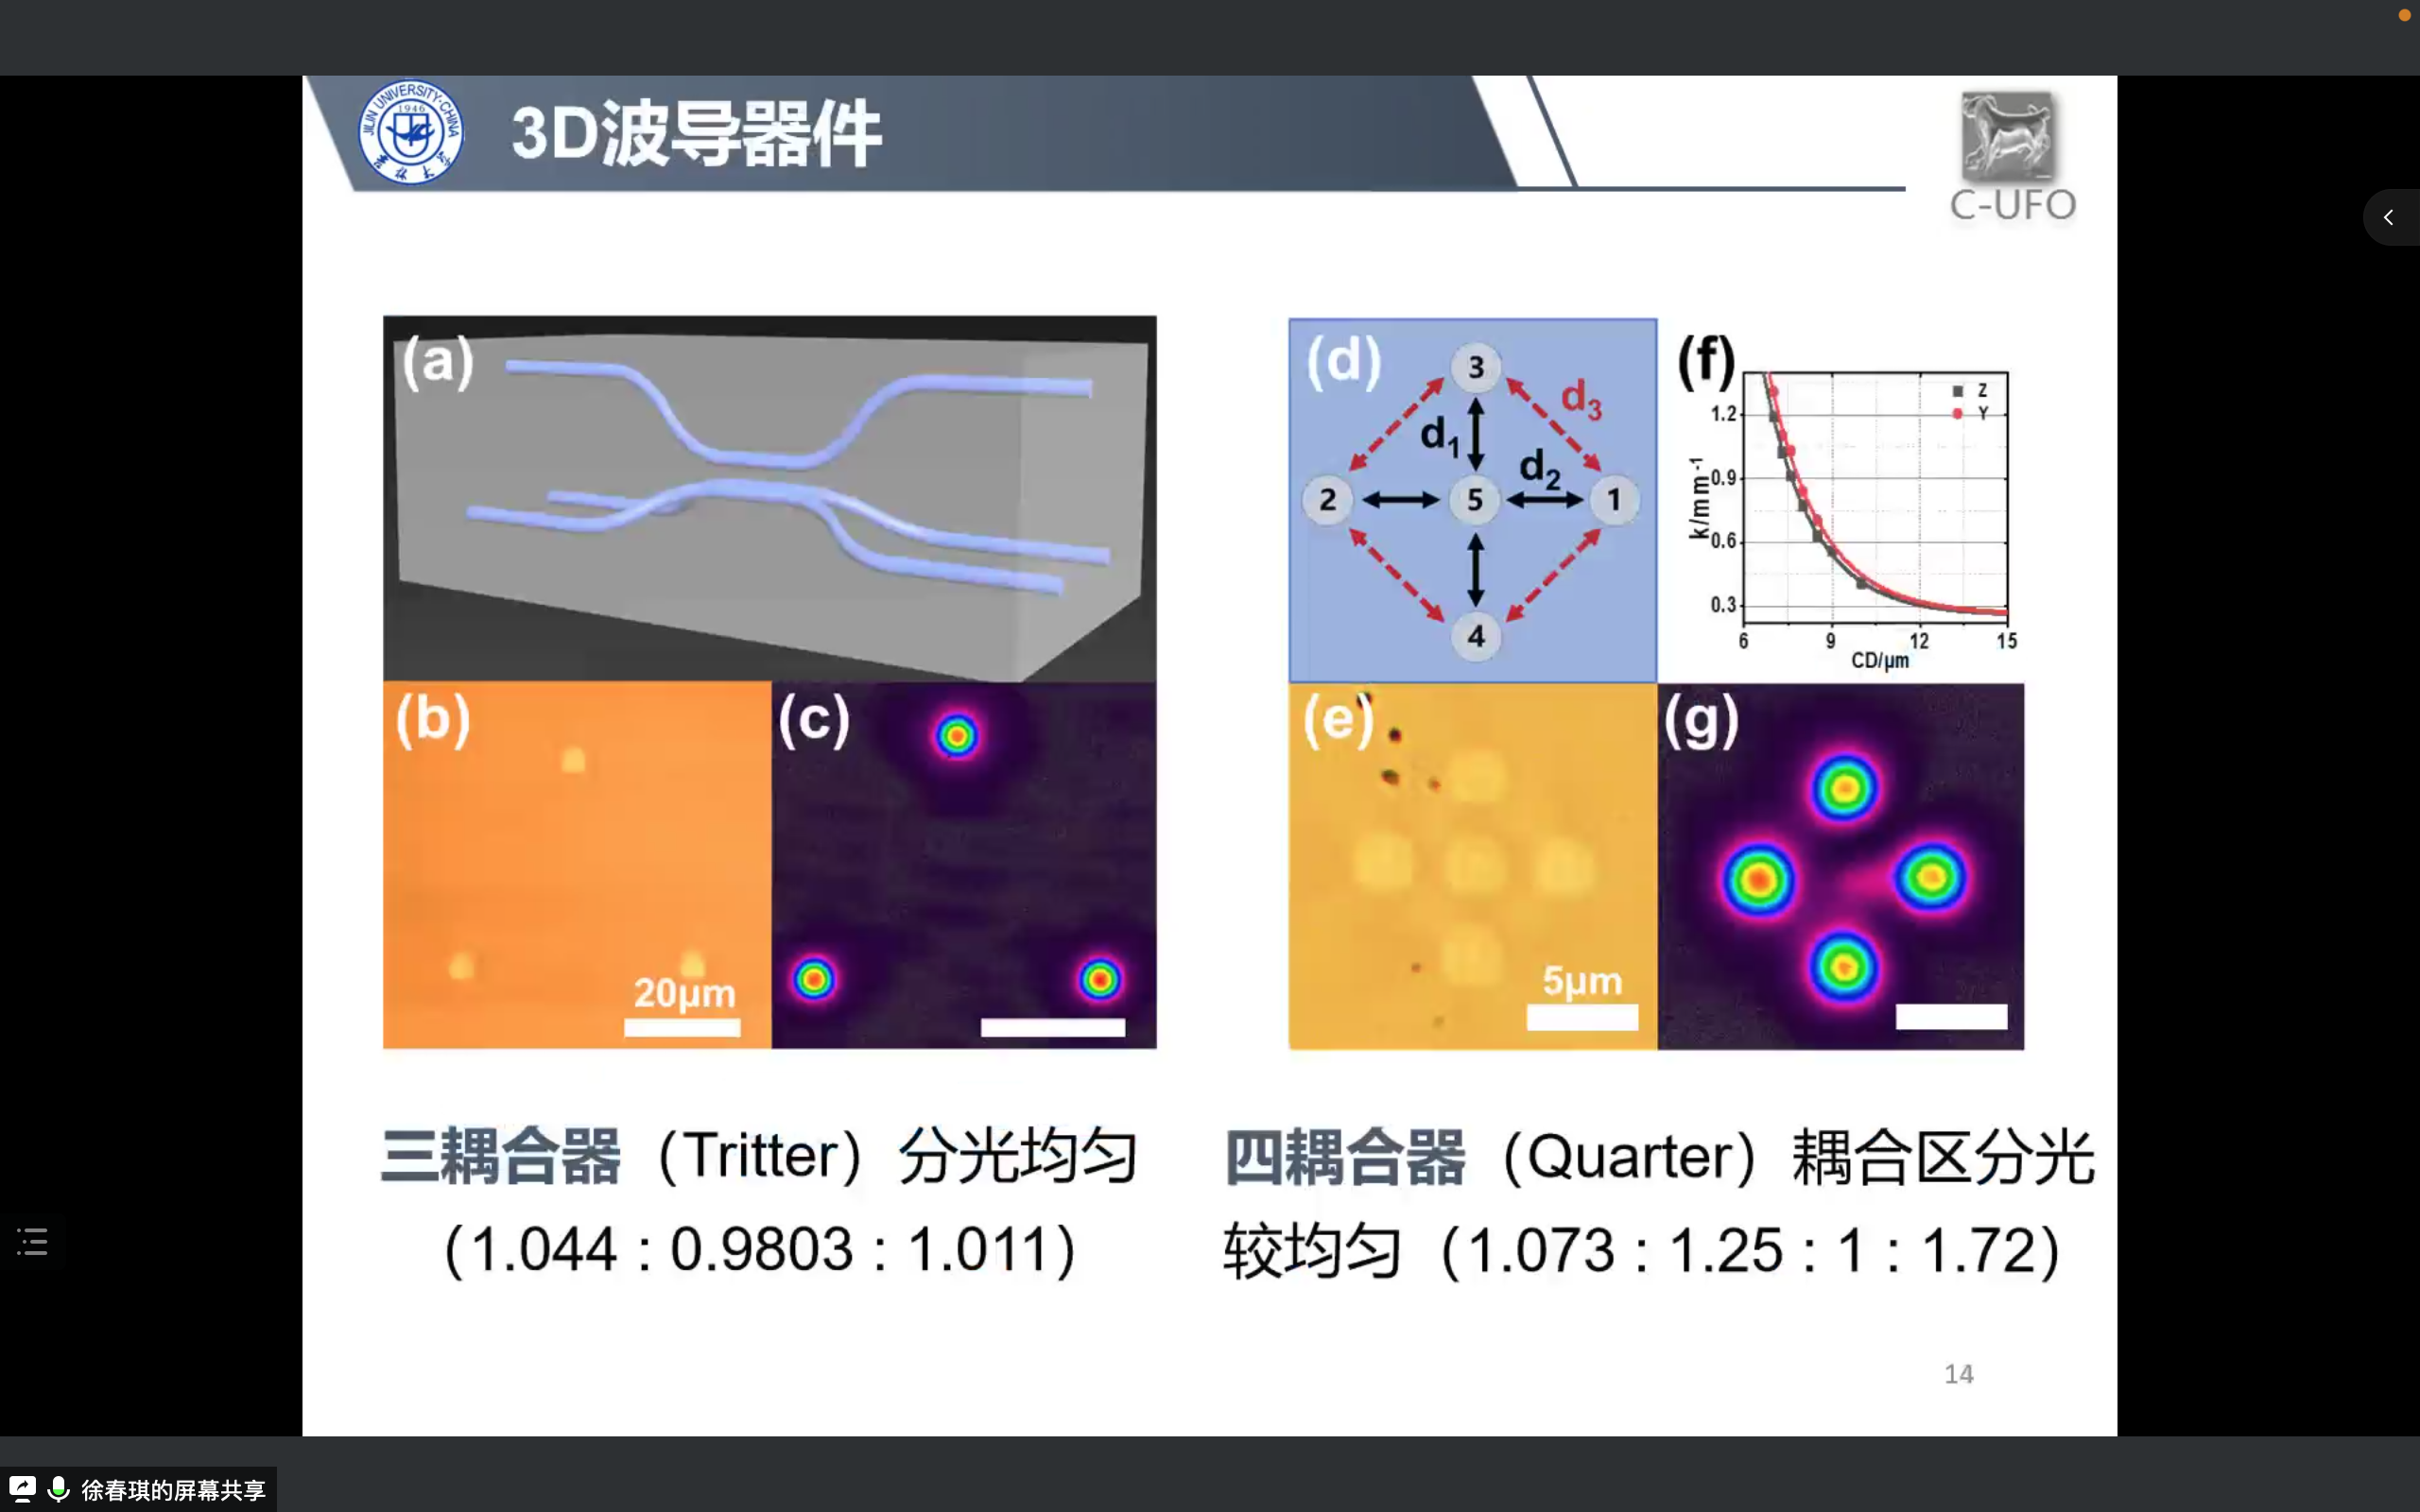 JILIN UNIVERSITY·CHINA
1946
3D波导器件
C-UFO
(a)
(b)
20μm
(c)
(d)
3
d3
d1
d2
2
5
1
4
(f)
Z
Y
1.2
0.9
0.6
0.3
k/mm-1
6
9
12
15
CD/μm
(e)
5μm
(g)
三耦合器（Tritter）分光均匀
（1.044 : 0.9803 : 1.011）
四耦合器（Quarter）耦合区分光
较均匀（1.073 : 1.25 : 1 : 1.72）
14
徐春琪的屏幕共享